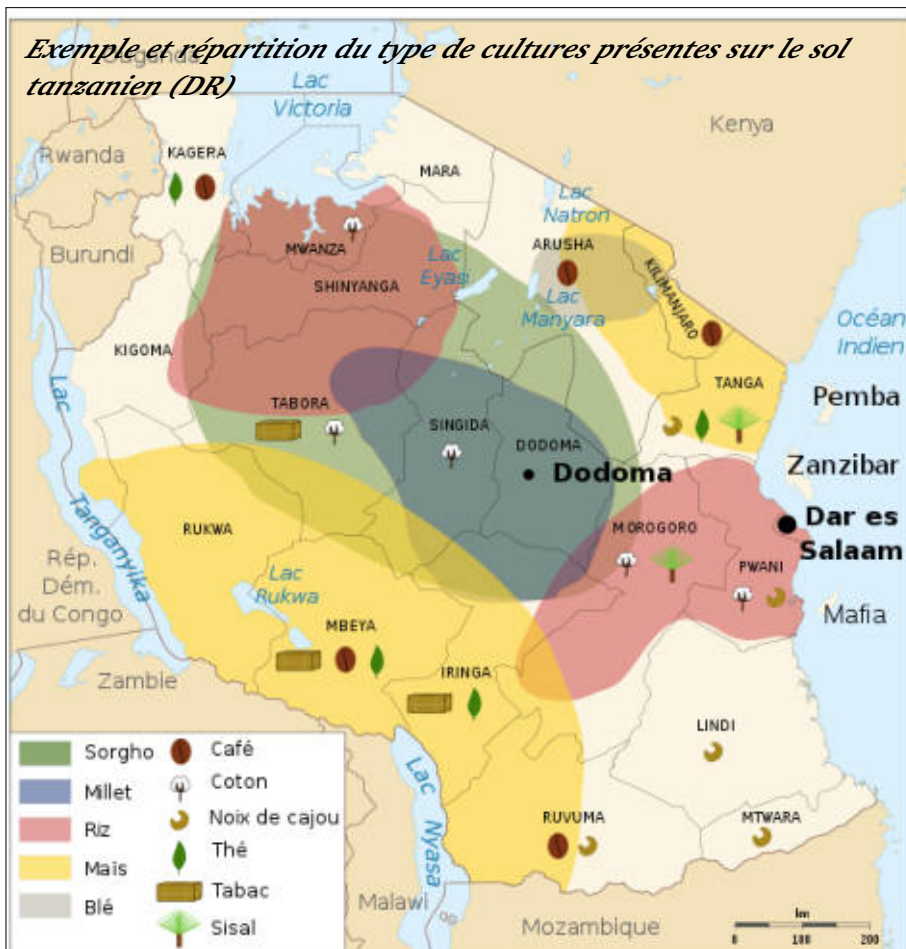 Exemple et répartition du type de cultures présentes sur le sol
tanzanien (DR)
Ouganda
Lac
Victoria
Kenya
Rwanda
KAGERA
MARA
Lac
Natron
Burundi
MWANZA
ARUSHA
Lac
Eyasi
KILIMANJARO
SHINYANGA
Lac
Manyara
Océan
Indien
KIGOMA
Lac
Tanganyika
TANGA
Pemba
TABORA
SINGIDA
DODOMA
Dodoma
Zanzibar
RUKWA
MOROGORO
Dar es
Salaam
Rép.
Dém.
du Congo
Lac
Rukwa
PWANI
Mafia
MBEYA
Zambie
IRINGA
LINDI
Lac
Nyasa
RUVUMA
MTWARA
Malawi
Mozambique
Sorgho
Millet
Riz
Maïs
Blé
Café
Coton
Noix de cajou
Thé
Tabac
Sisal
km
0 100 200